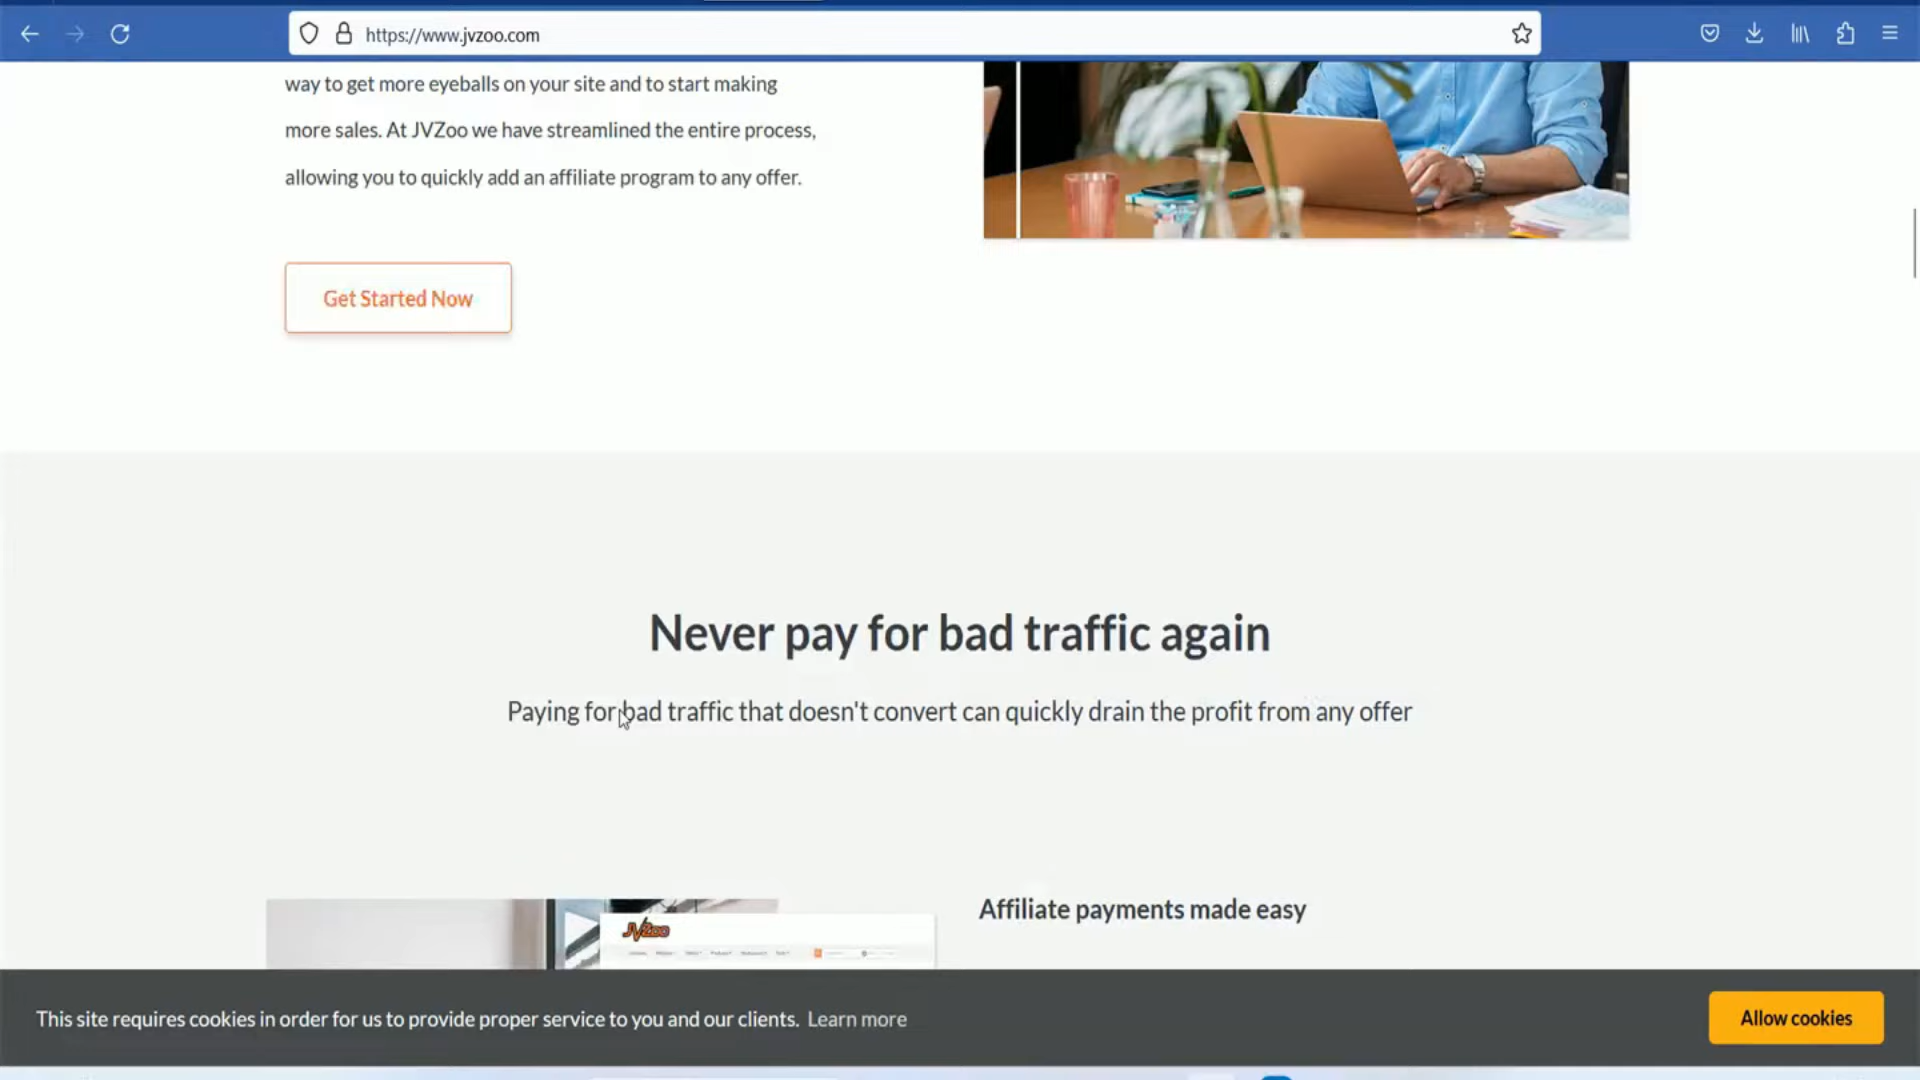 https://www.jvzoo.com
way to get more eyeballs on your site and to start making
more sales. At JVZoo we have streamlined the entire process,
allowing you to quickly add an affiliate program to any offer.
Get Started Now
Never pay for bad traffic again
Paying for bad traffic that doesn't convert can quickly drain the profit from any offer
Affiliate payments made easy
JVZoo
This site requires cookies in order for us to provide proper service to you and our clients. Learn more
Allow cookies